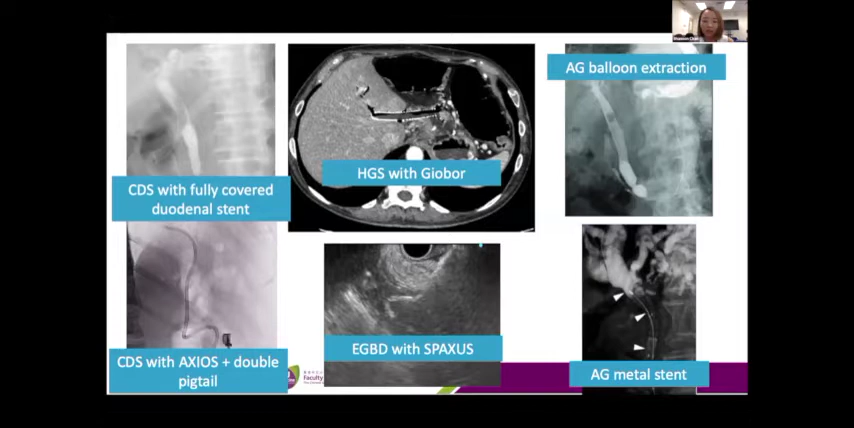 AG balloon extraction
HGS with Giobor
CDS with fully covered
duodenal stent
EGBD with SPAXUS
CDS with AXIOS + double
pigtail
AG metal stent
Faculty